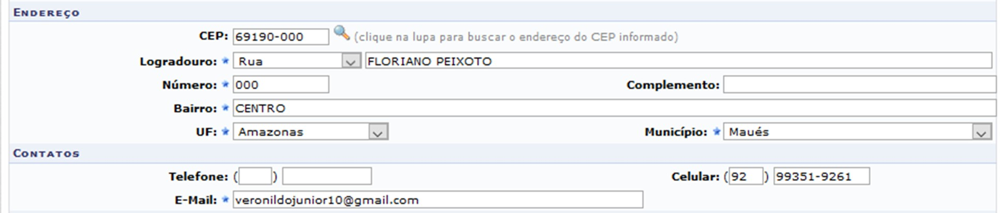 ENDEREÇO
CEP: 69190-000 (clique na lupa para buscar o endereço do CEP informado)
Logradouro: Rua FLORIANO PEIXOTO
Número: 000 Complemento:
Bairro: CENTRO
UF: Amazonas Município: Maués
CONTATOS
Telefone: ( ) Celular: (92) 99351-9261
E-Mail: veronildojunior10@gmail.com